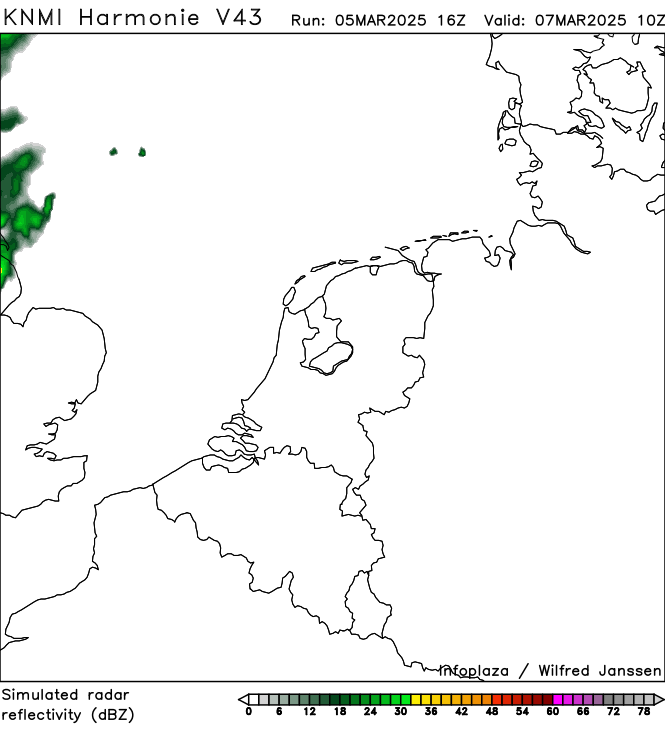 KNMI Harmonie V43 Run: 05MAR2025 16Z Valid: 07MAR2025 10Z
infoplaza / Wilfred Janssen
Simulated radar
reflectivity (dBZ)
0 6 12 18 24 30 36 42 48 54 60 66 72 78